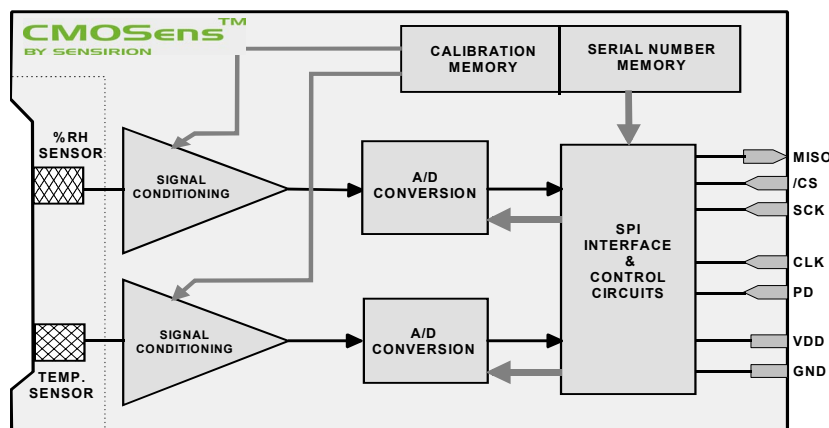 CMOSens™
BY SENSIRION
CALIBRATION
MEMORY
SERIAL NUMBER
MEMORY
%RH
SENSOR
SIGNAL
CONDITIONING
A/D
CONVERSION
SPI
INTERFACE
&
CONTROL
CIRCUITS
MISO
/CS
SCK
CLK
PD
VDD
GND
SIGNAL
CONDITIONING
A/D
CONVERSION
TEMP.
SENSOR